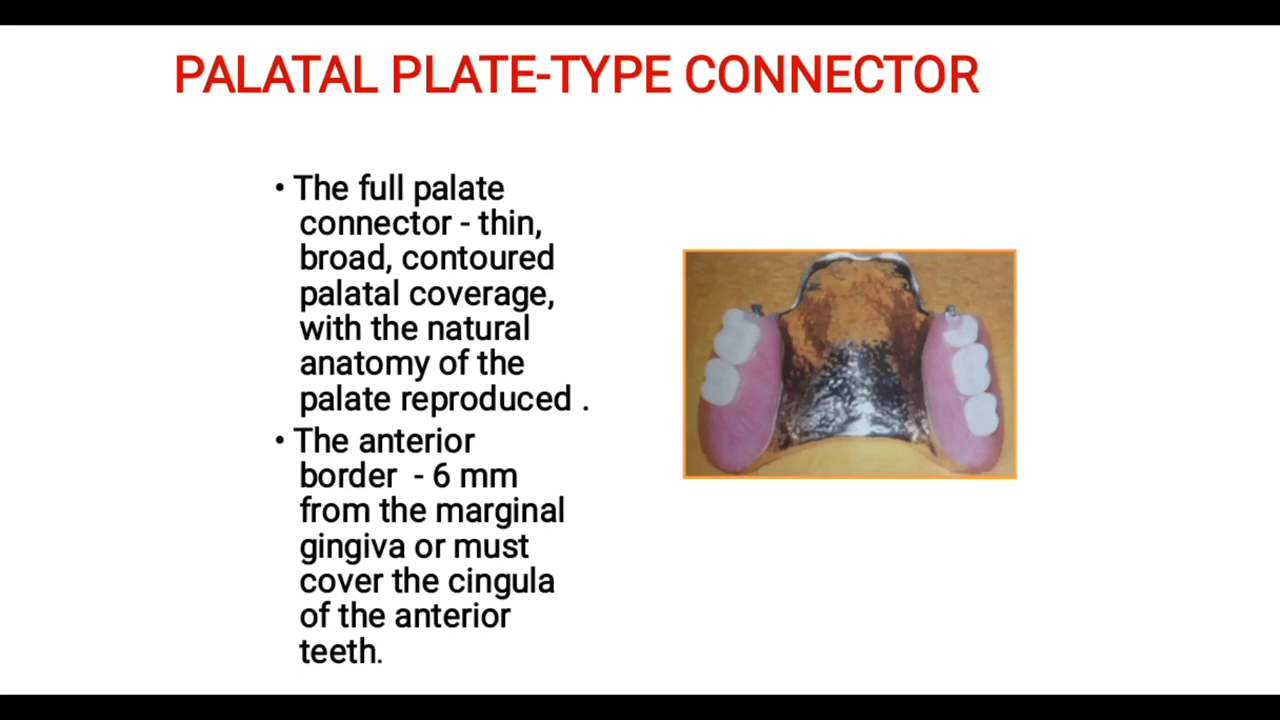 PALATAL PLATE-TYPE CONNECTOR
• The full palate
connector - thin,
broad, contoured
palatal coverage,
with the natural
anatomy of the
palate reproduced .
• The anterior
border - 6 mm
from the marginal
gingiva or must
cover the cingula
of the anterior
teeth.